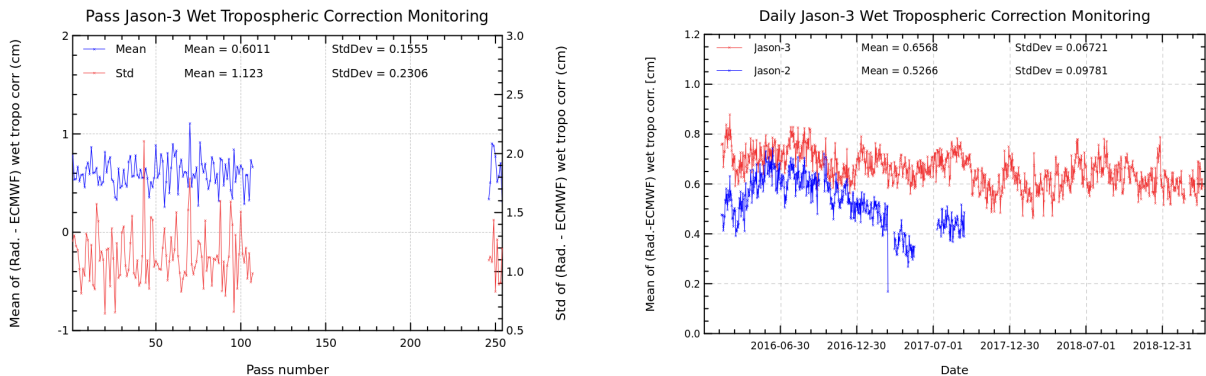 Pass Jason-3 Wet Tropospheric Correction Monitoring
Mean of (Rad. - ECMWF) wet tropo corr (cm)
2
1
0
-1
Mean Mean = 0.6011 StdDev = 0.1555
Std Mean = 1.123 StdDev = 0.2306
3.0
2.5
2.0
1.5
1.0
0.5
Std of (Rad. - ECMWF) wet tropo corr (cm)
50 100 150 200 250
Pass number
Daily Jason-3 Wet Tropospheric Correction Monitoring
Mean of (Rad.-ECMWF) wet tropo corr. [cm]
1.2
1.0
0.8
0.6
0.4
0.2
0.0
Jason-3 Mean = 0.6568 StdDev = 0.06721
Jason-2 Mean = 0.5266 StdDev = 0.09781
2016-06-30 2016-12-30 2017-07-01 2017-12-30 2018-07-01 2018-12-31
Date